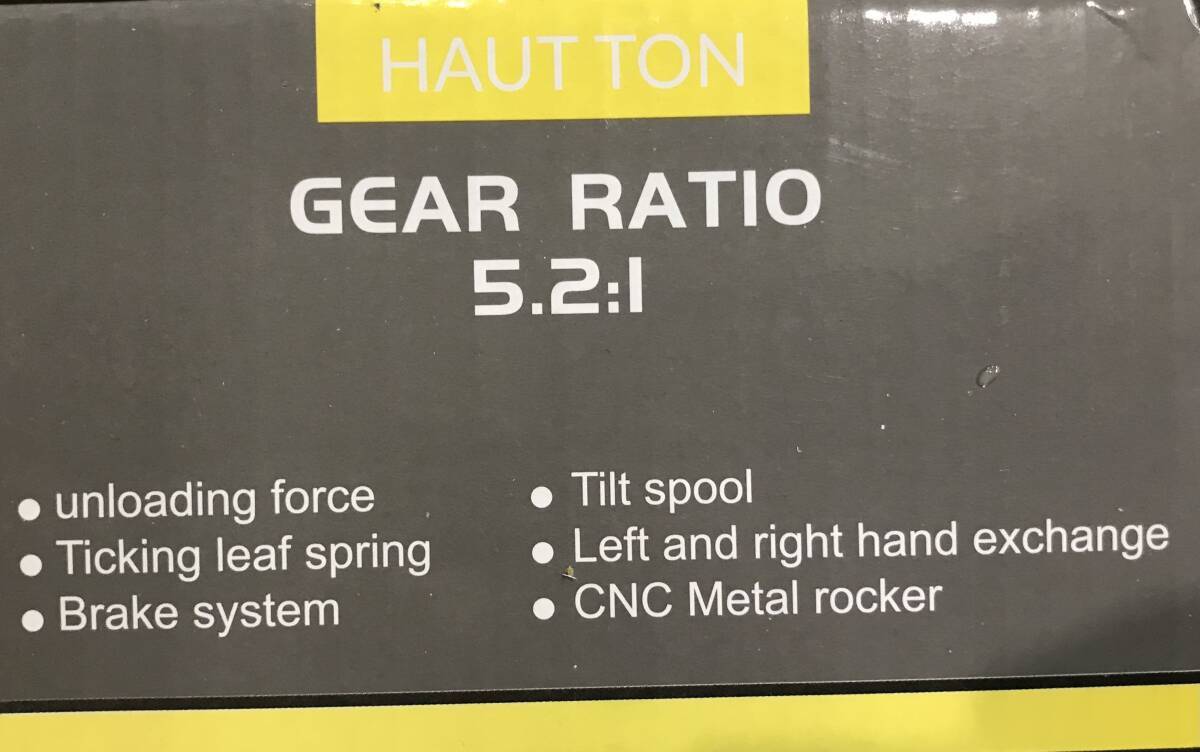 HAUT TON
GEAR RATIO
5.2:1
unloading force
Ticking leaf spring
Brake system
Tilt spool
Left and right hand exchange
CNC Metal rocker